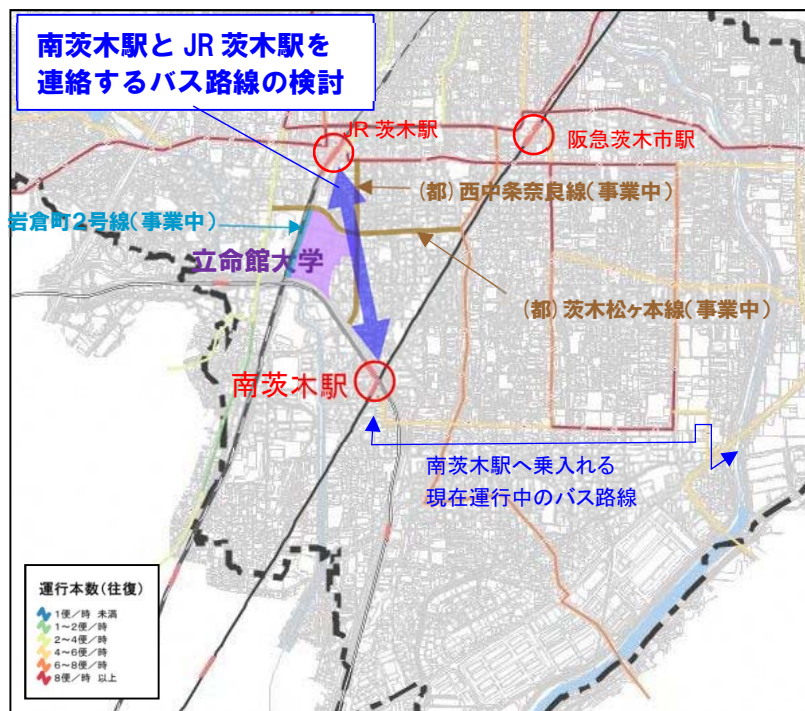 南茨木駅と JR 茨木駅を
連絡するバス路線の検討
JR 茨木駅
阪急茨木市駅
(都)西中条奈良線(事業中)
岩倉町2号線(事業中)
立命館大学
(都)茨木松ヶ本線(事業中)
南茨木駅
南茨木駅へ乗入れる
現在運行中のバス路線
運行本数(往復)
1便/時 未満
1~2便/時
2~4便/時
4~6便/時
6~8便/時
8便/時 以上